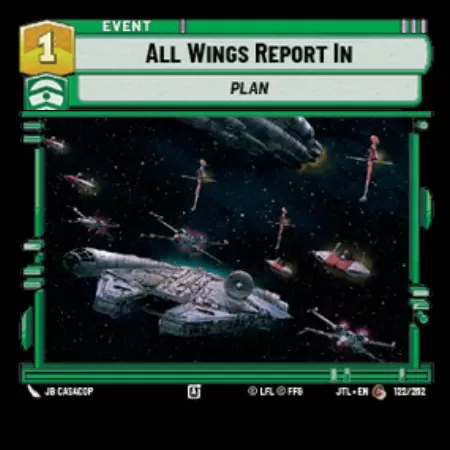 EVENT
1
ALL WINGS REPORT IN
PLAN
JB CASACOP
A
© LFL © FFG
JTL • EN
122/262